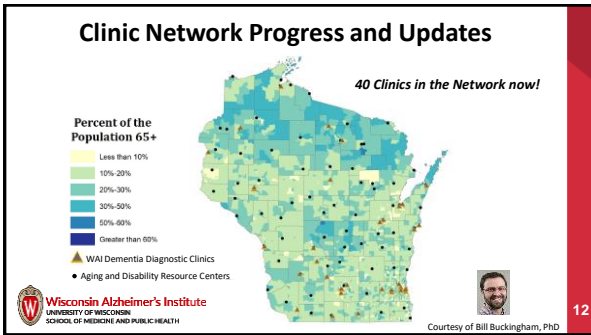 Clinic Network Progress and Updates
40 Clinics in the Network now!
Percent of the
Population 65+
Less than 10%
10%-20%
20%-30%
30%-50%
50%-60%
Greater than 60%
WAI Dementia Diagnostic Clinics
Aging and Disability Resource Centers
W
Wisconsin Alzheimer's Institute
UNIVERSITY OF WISCONSIN
SCHOOL OF MEDICINE AND PUBLIC HEALTH
Courtesy of Bill Buckingham, PhD
12